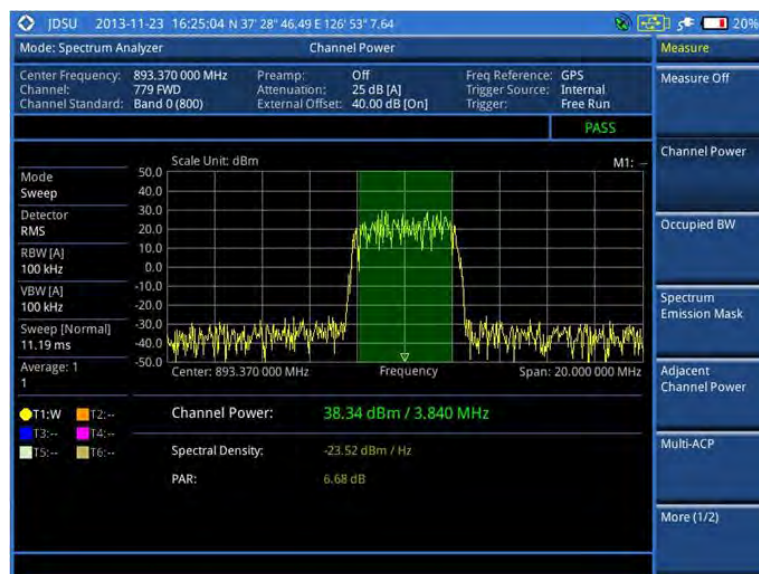 JDSU 2013-11-23 16:25:04 N 37' 28" 46.49 E 126' 53" 7.64 20%
Mode: Spectrum Analyzer Channel Power Measure
Center Frequency: 893.370 000 MHz Preamp: Off Freq Reference: GPS
Channel: 779 FWD Attenuation: 25 dB [A] Trigger Source: Internal
Channel Standard: Band 0 (800) External Offset: 40.00 dB [On] Trigger: Free Run
PASS
Scale Unit: dBm M1: --
Mode
Sweep
Detector
RMS
RBW [A]
100 kHz
VBW [A]
100 kHz
Sweep [Normal]
11.19 ms
Average: 1
1
50.0
40.0
30.0
20.0
10.0
0.0
-10.0
-20.0
-30.0
-40.0
-50.0
Center: 893.370 000 MHz Frequency Span: 20.000 000 MHz
T1:W T2:--
T3:-- T4:--
T5:-- T6:--
Channel Power: 38.34 dBm / 3.840 MHz
Spectral Density: -23.52 dBm / Hz
PAR: 6.68 dB
Measure Off
Channel Power
Occupied BW
Spectrum
Emission Mask
Adjacent
Channel Power
Multi-ACP
More (1/2)